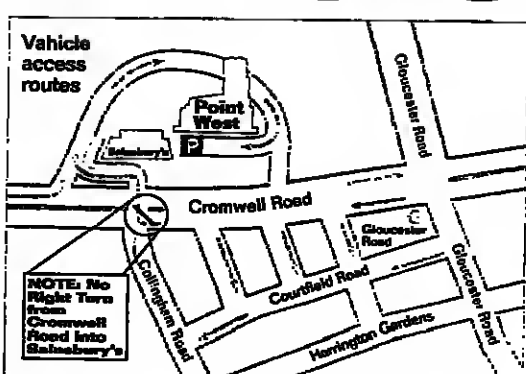 Vehicle
access
routes
Point
West
Sainsbury's
P
Gloucester Road
Cromwell Road
Gloucester
Road
Collingham Road
Courtfield Road
Gloucester Road
Harrington Gardens
NOTE: No
Right Turn
from
Cromwell
Road into
Sainsbury's